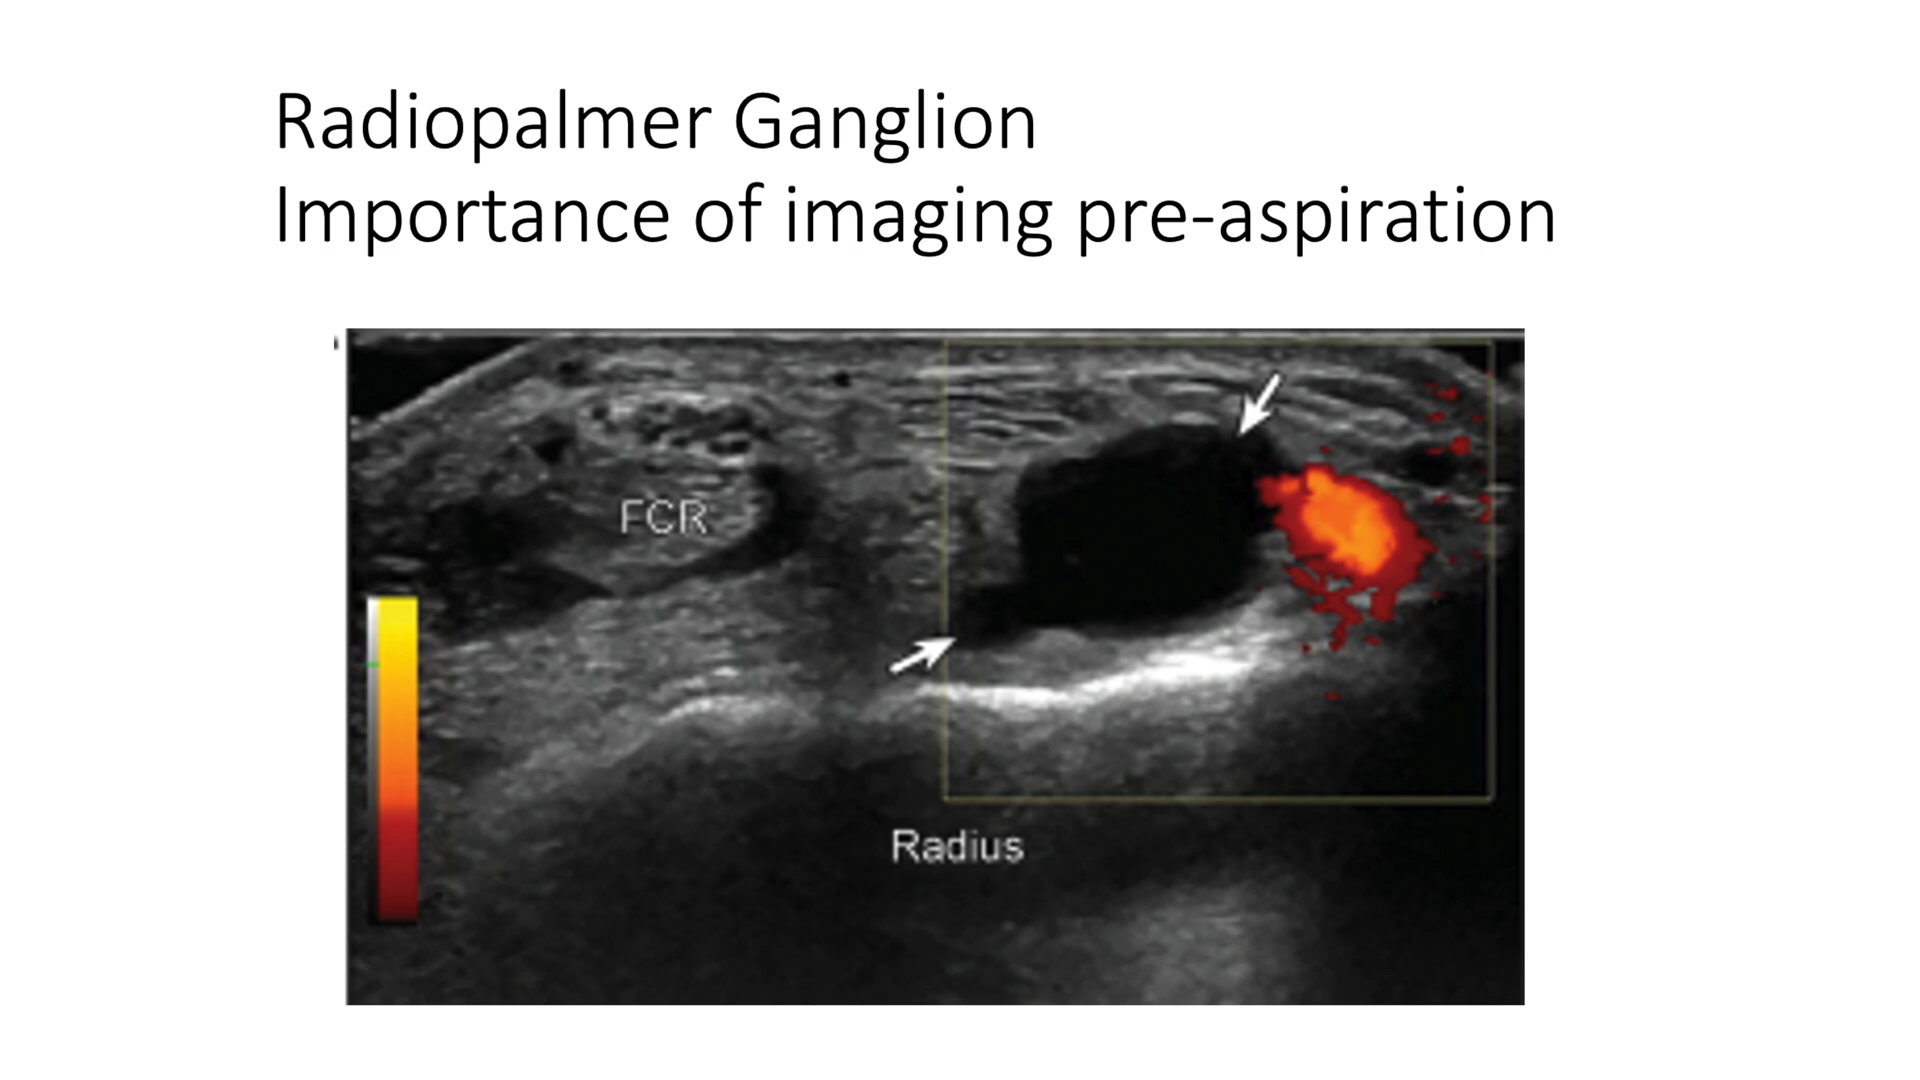 Radiopalmer Ganglion
Importance of imaging pre-aspiration
FCR
Radius